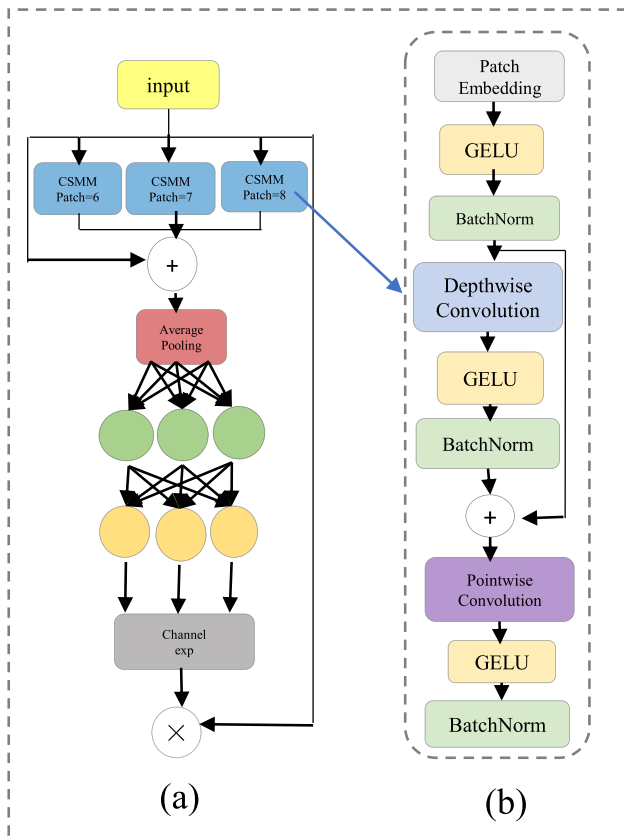 input
CSMM
Patch=6
CSMM
Patch=7
CSMM
Patch=8
+
Average
Pooling
Channel
exp
×
(a)
Patch
Embedding
GELU
BatchNorm
Depthwise
Convolution
GELU
BatchNorm
+
Pointwise
Convolution
GELU
BatchNorm
(b)